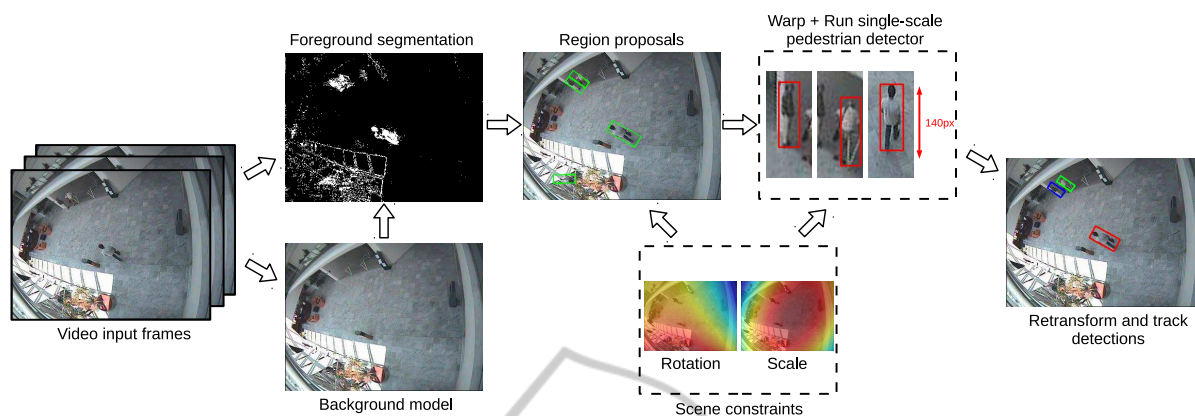 Foreground segmentation
Region proposals
Warp + Run single-scale
pedestrian detector
140px
Video input frames
Background model
Rotation
Scale
Scene constraints
Retransform and track
detections